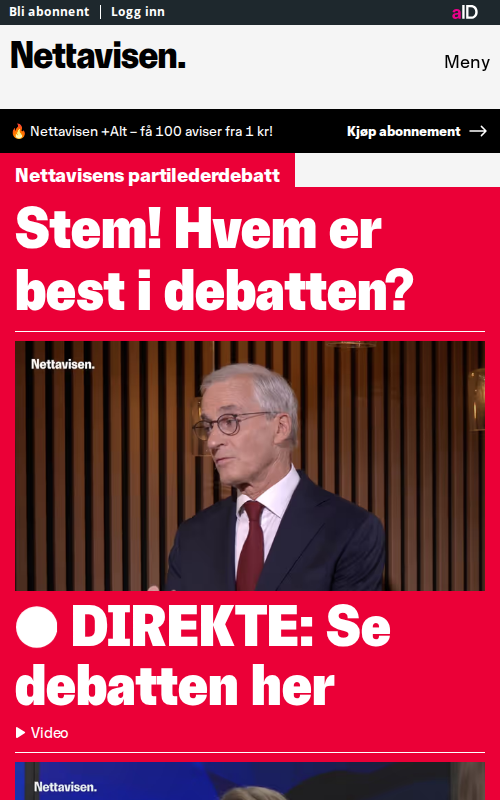 Bli abonnent | Logg inn
aID
Nettavisen.
Meny
🔥 Nettavisen +Alt – få 100 aviser fra 1 kr!
Kjøp abonnement →
Nettavisens partilederdebatt
Stem! Hvem er
best i debatten?
Nettavisen.
● DIREKTE: Se
debatten her
Video
Nettavisen.